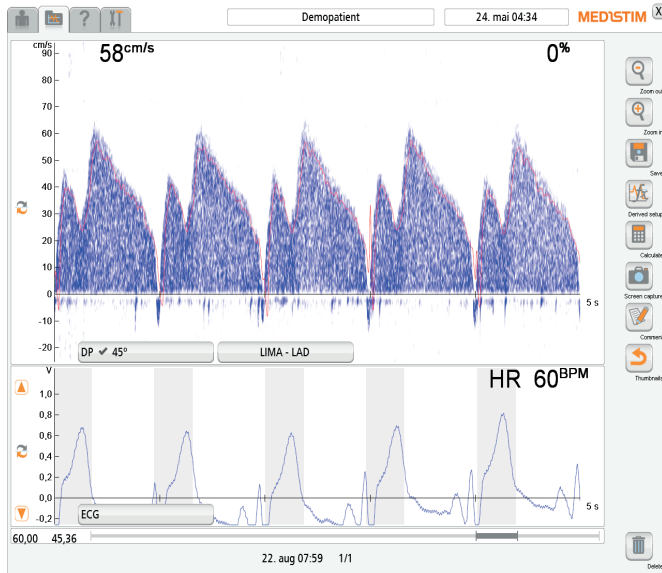 Demopatient
24. mai 04:34
MEDISTIM
X
?
cm/s
58cm/s
0%
90
80
70
60
50
40
30
20
10
0
-10
-20
5 s
DP ✔ 45°
LIMA - LAD
Zoom out
Zoom in
Save
Derived setup
Calculate
Screen capture
Comment
Thumbnails
V
HR 60BPM
1,0
0,8
0,6
0,4
0,2
0,0
-0,2
5 s
ECG
60,00 45,36
22. aug 07:59 1/1
Delete